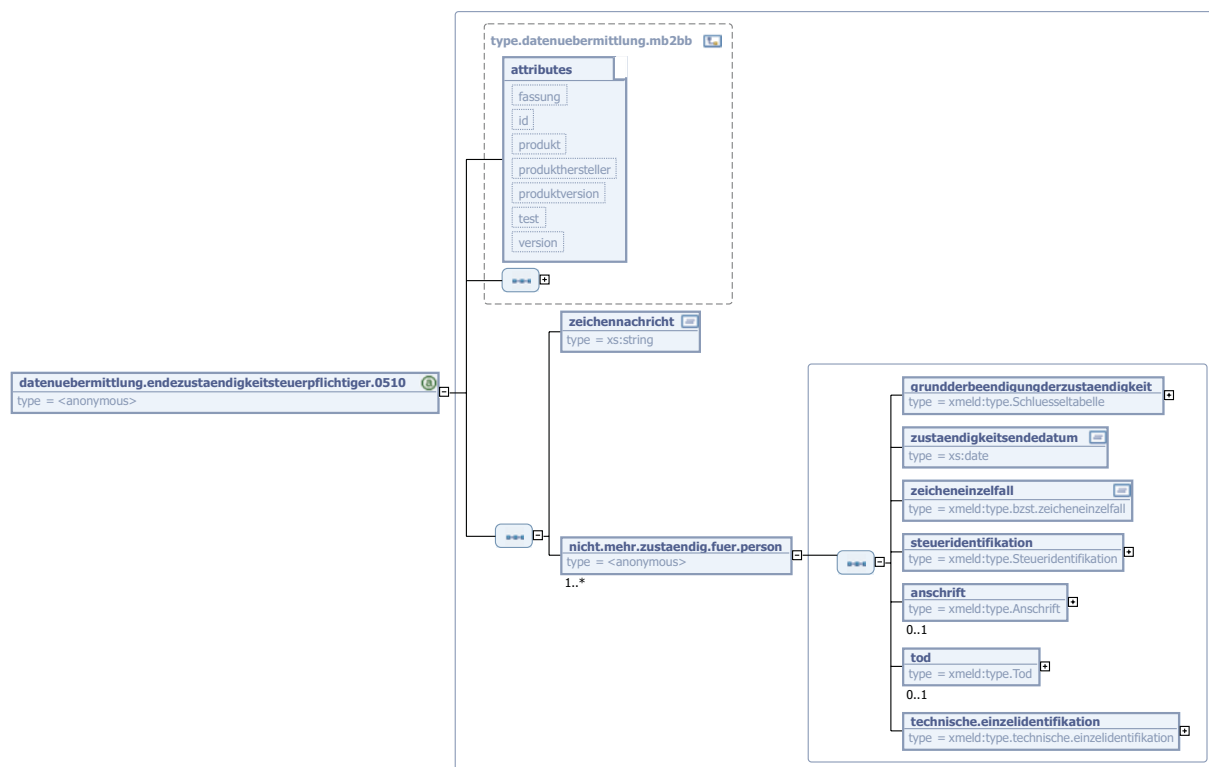 type.datenuebermittlung.mb2bb
attributes
fassung
id
produkt
produkthersteller
produktversion
test
version
zeichennachricht
type = xs:string
datenuebermittlung.endezustaendigkeitsteuerpflichtiger.0510
a
type = <anonymous>
nicht.mehr.zustaendig.fuer.person
type = <anonymous>
1..*
grundderbeendigungderzustaendigkeit
type = xmeld:type.Schluesseltabelle
zustaendigkeitsendedatum
type = xs:date
zeicheneinzelfall
type = xmeld:type.bzst.zeicheneinzelfall
steueridentifikation
type = xmeld:type.Steueridentifikation
anschrift
type = xmeld:type.Anschrift
0..1
tod
type = xmeld:type.Tod
0..1
technische.einzelidentifikation
type = xmeld:type.technische.einzelidentifikation